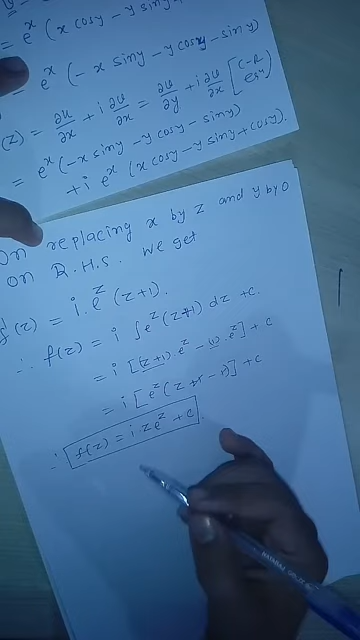 = e^x (x cosy - y siny
e^x (- x siny - y cosy - siny)
(z) = ∂u/∂x + i ∂v/∂x = ∂v/∂y + i ∂v/∂x [C-R
= e^x (-x siny - y cosy - siny)
+ i e^x (x cosy - y siny + cosy).
On replacing x by z and y by 0
on R.H.S. we get
f'(z) = i.e^z (z+1).
∴ f(z) = i ∫e^z (z+1) dz + c.
= i [(z+1).e^z - (1).e^z] + c
= i [e^z (z + 1 - 1)] + c
∴ f(z) = i.ze^z + c.